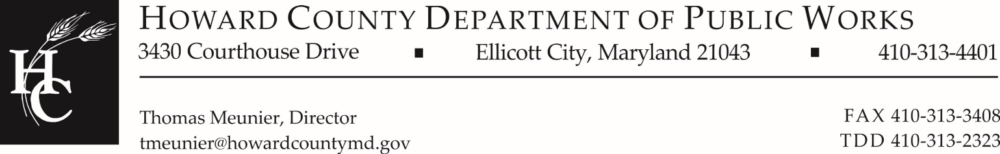 HC
HOWARD COUNTY DEPARTMENT OF PUBLIC WORKS
3430 Courthouse Drive ■ Ellicott City, Maryland 21043 ■ 410-313-4401
Thomas Meunier, Director FAX 410-313-3408
tmeunier@howardcountymd.gov TDD 410-313-2323